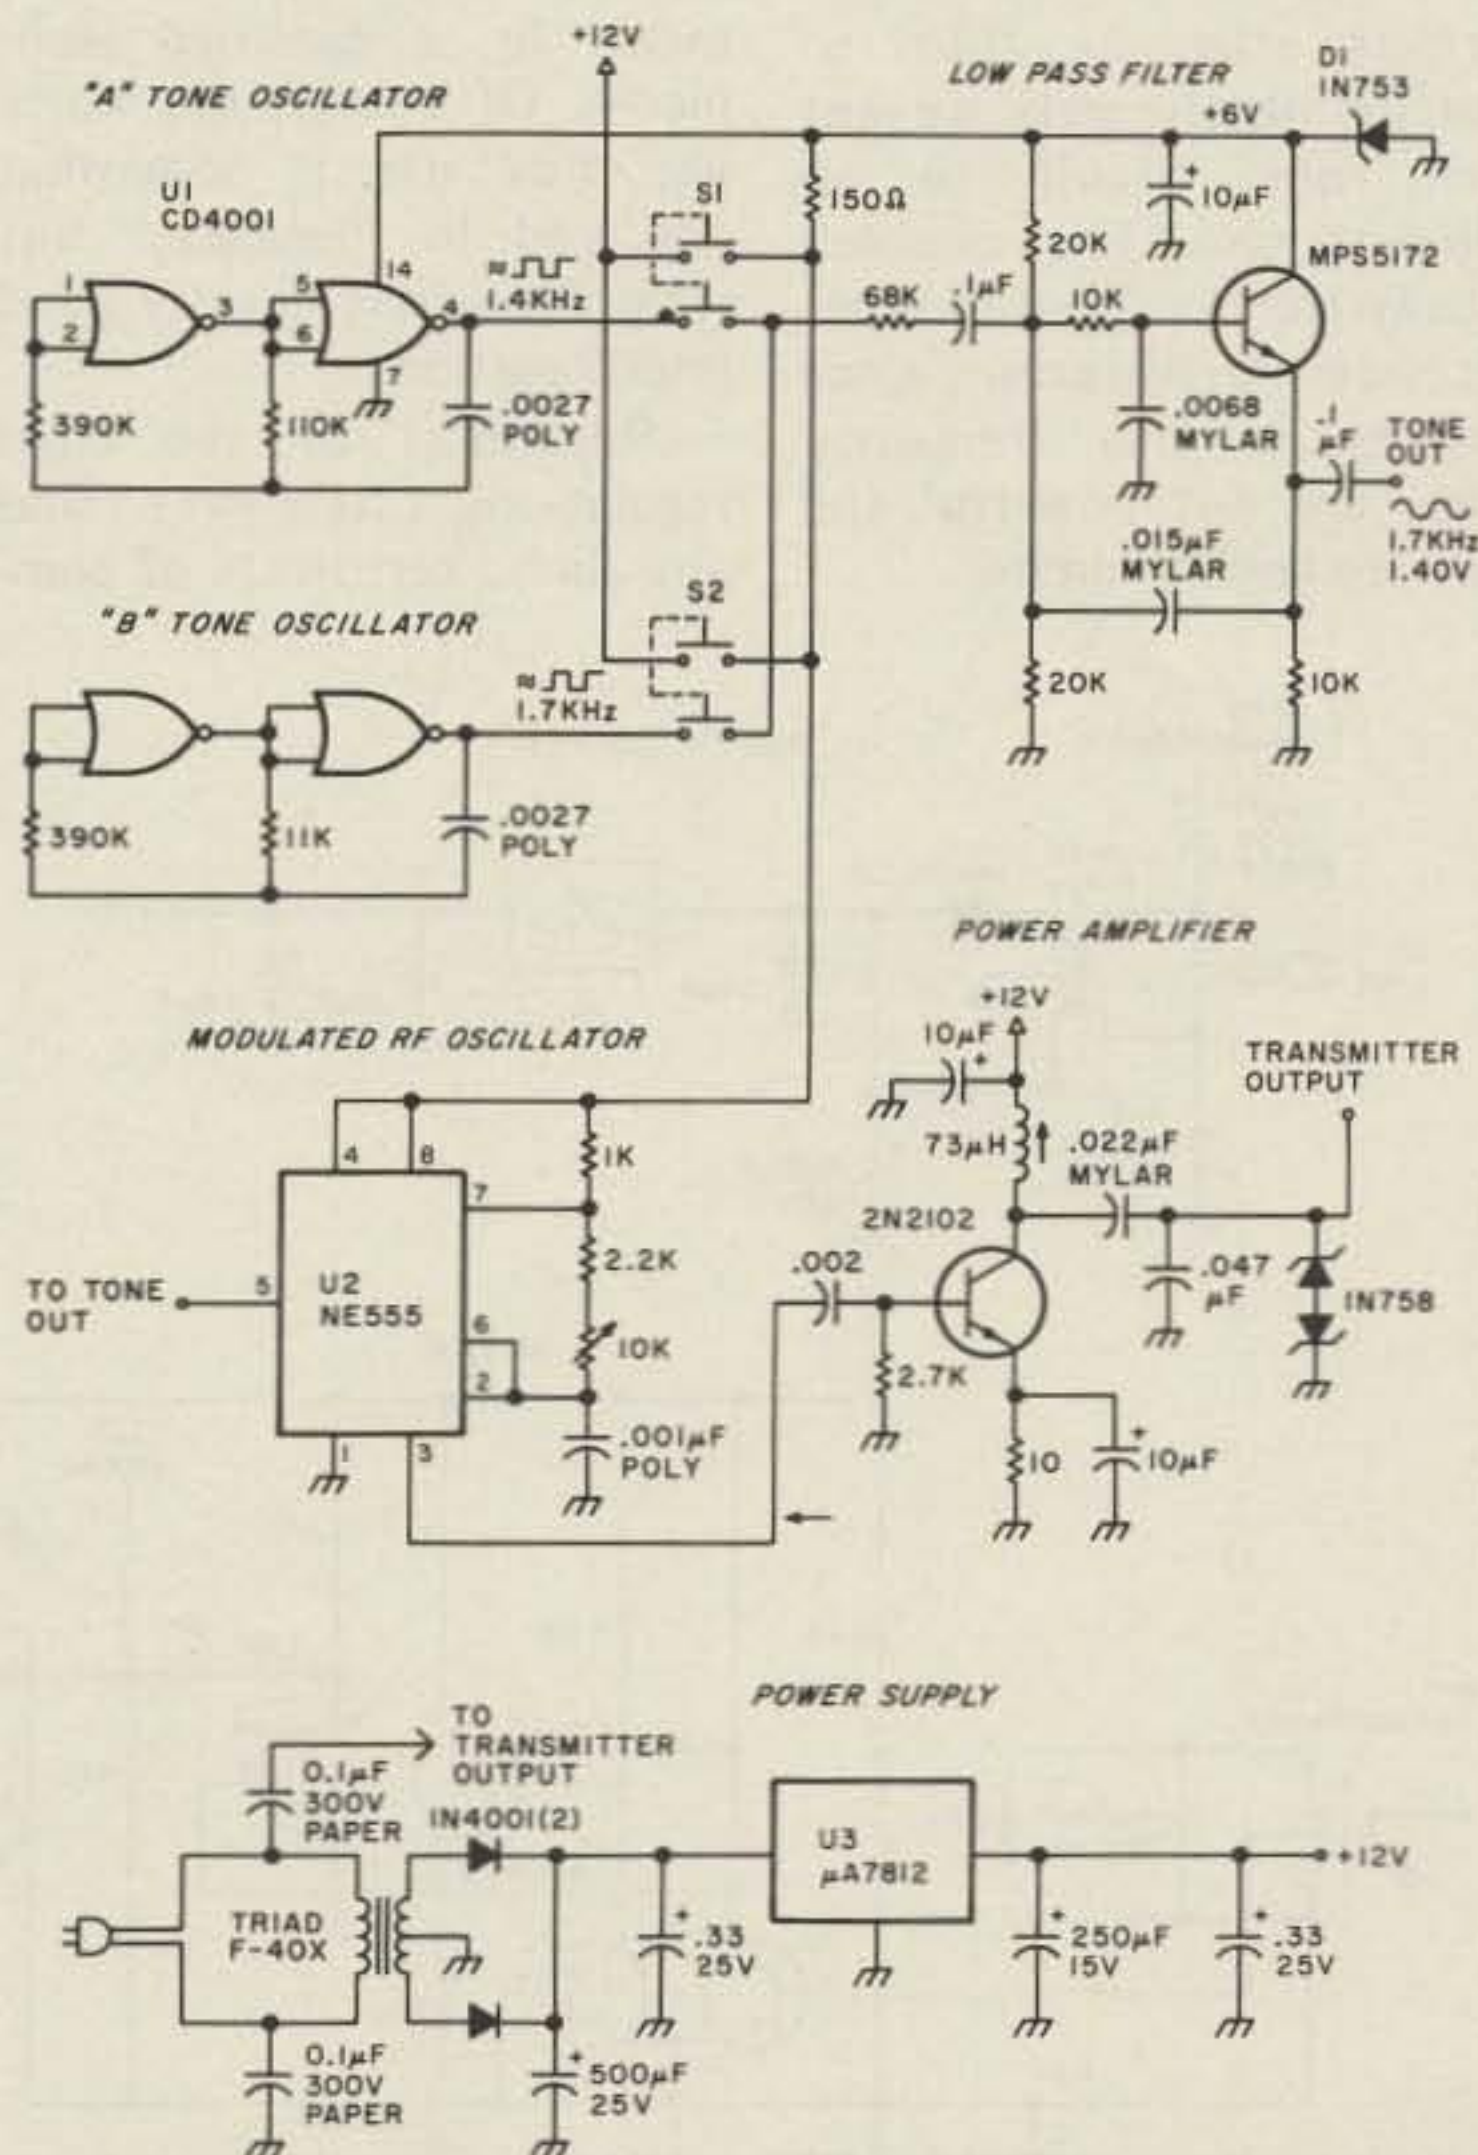 +12V
"A" TONE OSCILLATOR
LOW PASS FILTER
D1
1N753
+6V
U1
CD4001
S1
150Ω
10µF
20K
MPS5172
1
2
3
5
6
14
4
7
≈
1.4KHz
68K
.1µF
10K
390K
110K
.0027
POLY
.0068
MYLAR
.1
µF
TONE
OUT
1.7KHz
1.40V
.015µF
MYLAR
"B" TONE OSCILLATOR
S2
≈
1.7KHz
20K
10K
390K
11K
.0027
POLY
POWER AMPLIFIER
+12V
MODULATED RF OSCILLATOR
10µF
+
TRANSMITTER
OUTPUT
4
8
1K
73µH
.022µF
MYLAR
7
2N2102
2.2K
.002
.047
µF
1N758
TO TONE
OUT
5
U2
NE555
6
10K
2
2.7K
.001µF
POLY
1
3
10
+
10µF
POWER SUPPLY
TO
TRANSMITTER
OUTPUT
0.1µF
300V
PAPER
1N4001(2)
U3
µA7812
+12V
TRIAD
F-40X
+
.33
25V
+
250µF
15V
+
.33
25V
0.1µF
300V
PAPER
+
500µF
25V